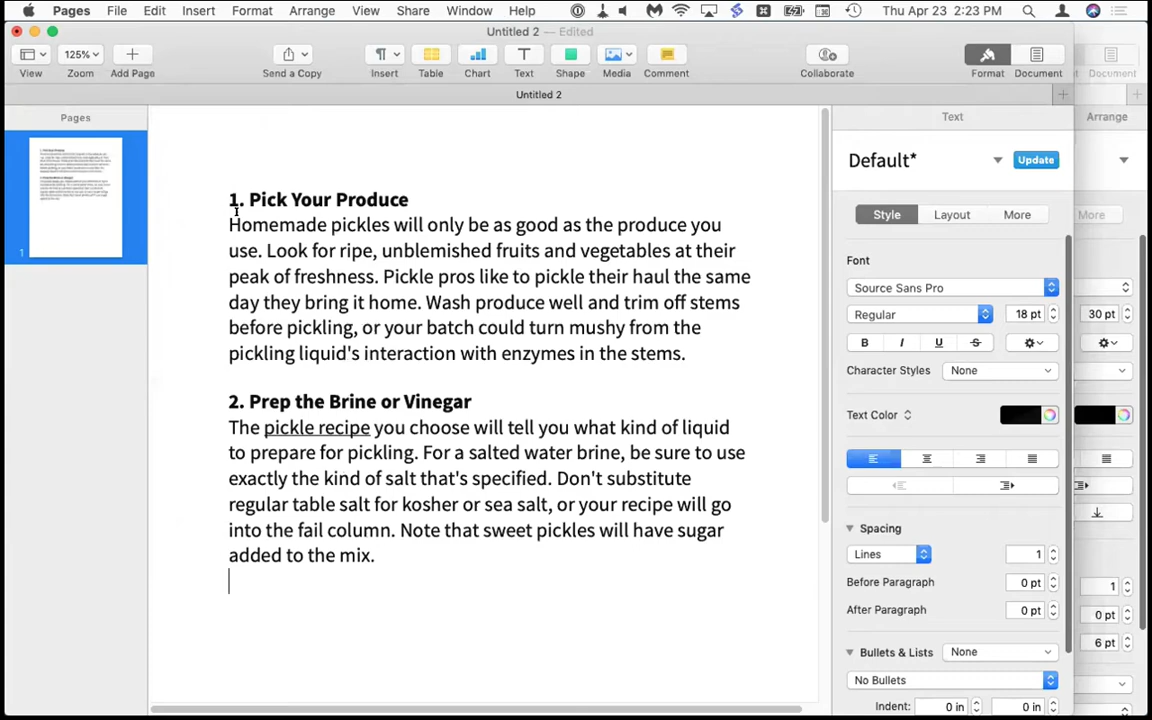 Pages File Edit Insert Format Arrange View Share Window Help Thu Apr 23 2:23 PM
Untitled 2 — Edited
125%
View Zoom Add Page Send a Copy Insert Table Chart Text Shape Media Comment Collaborate Format Document Document
Untitled 2
Pages Text Arrange
1
Default* Update
Style Layout More More
Font
Source Sans Pro
Regular 18 pt 30 pt
B I U S
Character Styles None
Text Color
Spacing
Lines 1 1
Before Paragraph 0 pt 0 pt
After Paragraph 0 pt 6 pt
Bullets & Lists None
No Bullets
Indent: 0 in 0 in
1. Pick Your Produce
Homemade pickles will only be as good as the produce you
use. Look for ripe, unblemished fruits and vegetables at their
peak of freshness. Pickle pros like to pickle their haul the same
day they bring it home. Wash produce well and trim off stems
before pickling, or your batch could turn mushy from the
pickling liquid's interaction with enzymes in the stems.
2. Prep the Brine or Vinegar
The pickle recipe you choose will tell you what kind of liquid
to prepare for pickling. For a salted water brine, be sure to use
exactly the kind of salt that's specified. Don't substitute
regular table salt for kosher or sea salt, or your recipe will go
into the fail column. Note that sweet pickles will have sugar
added to the mix.